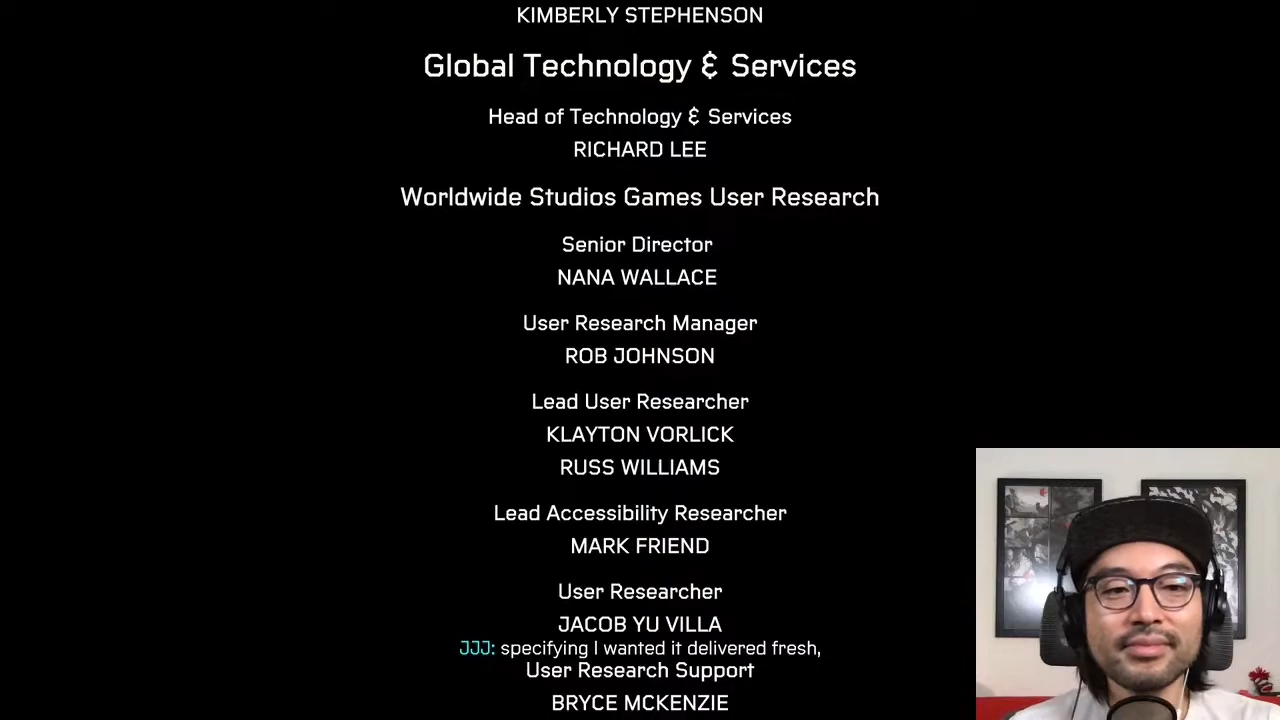 KIMBERLY STEPHENSON
Global Technology & Services
Head of Technology & Services
RICHARD LEE
Worldwide Studios Games User Research
Senior Director
NANA WALLACE
User Research Manager
ROB JOHNSON
Lead User Researcher
KLAYTON VORLICK
RUSS WILLIAMS
Lead Accessibility Researcher
MARK FRIEND
User Researcher
JACOB YU VILLA
JJJ: specifying I wanted it delivered fresh,
User Research Support
BRYCE MCKENZIE